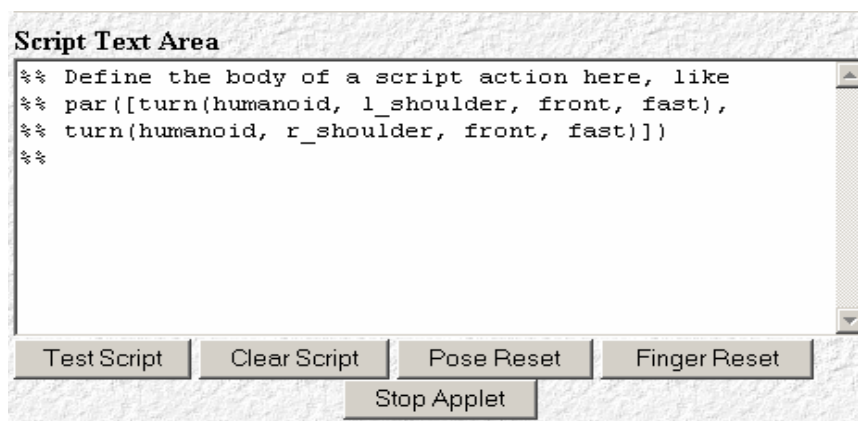 Script Text Area
%% Define the body of a script action here, like
%% par([turn(humanoid, l_shoulder, front, fast),
%% turn(humanoid, r_shoulder, front, fast)])
%%
Test Script Clear Script Pose Reset Finger Reset
Stop Applet